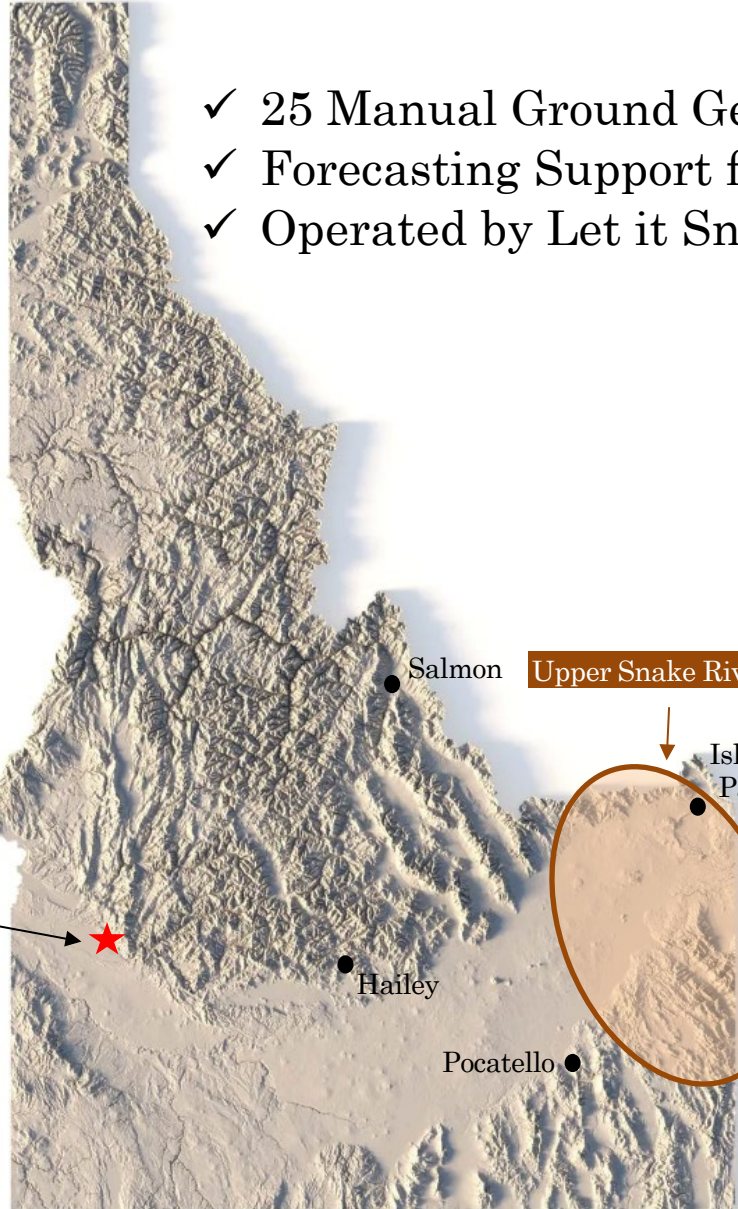 ✓ 25 Manual Ground Ge
✓ Forecasting Support f
✓ Operated by Let it Sn
Salmon
Upper Snake Riv
Isl
P
Hailey
Pocatello